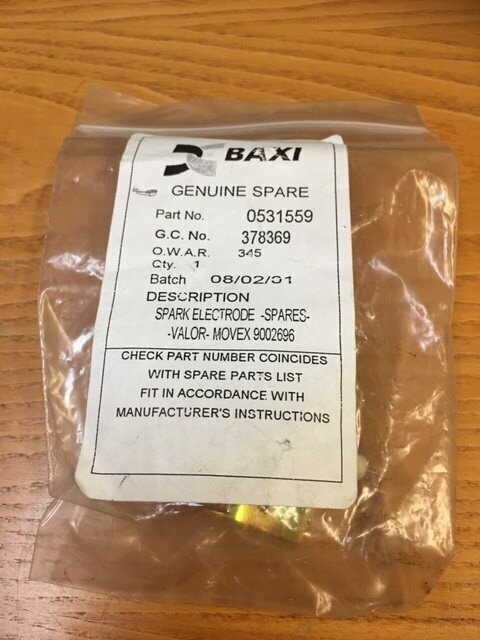 BAXI
GENUINE SPARE
Part No. 0531559
G.C. No. 378369
O.W.A.R. 345
Qty. 1
Batch 08/02/01
DESCRIPTION
SPARK ELECTRODE -SPARES-
-VALOR- MOVEX 9002696
CHECK PART NUMBER COINCIDES
WITH SPARE PARTS LIST
FIT IN ACCORDANCE WITH
MANUFACTURER'S INSTRUCTIONS